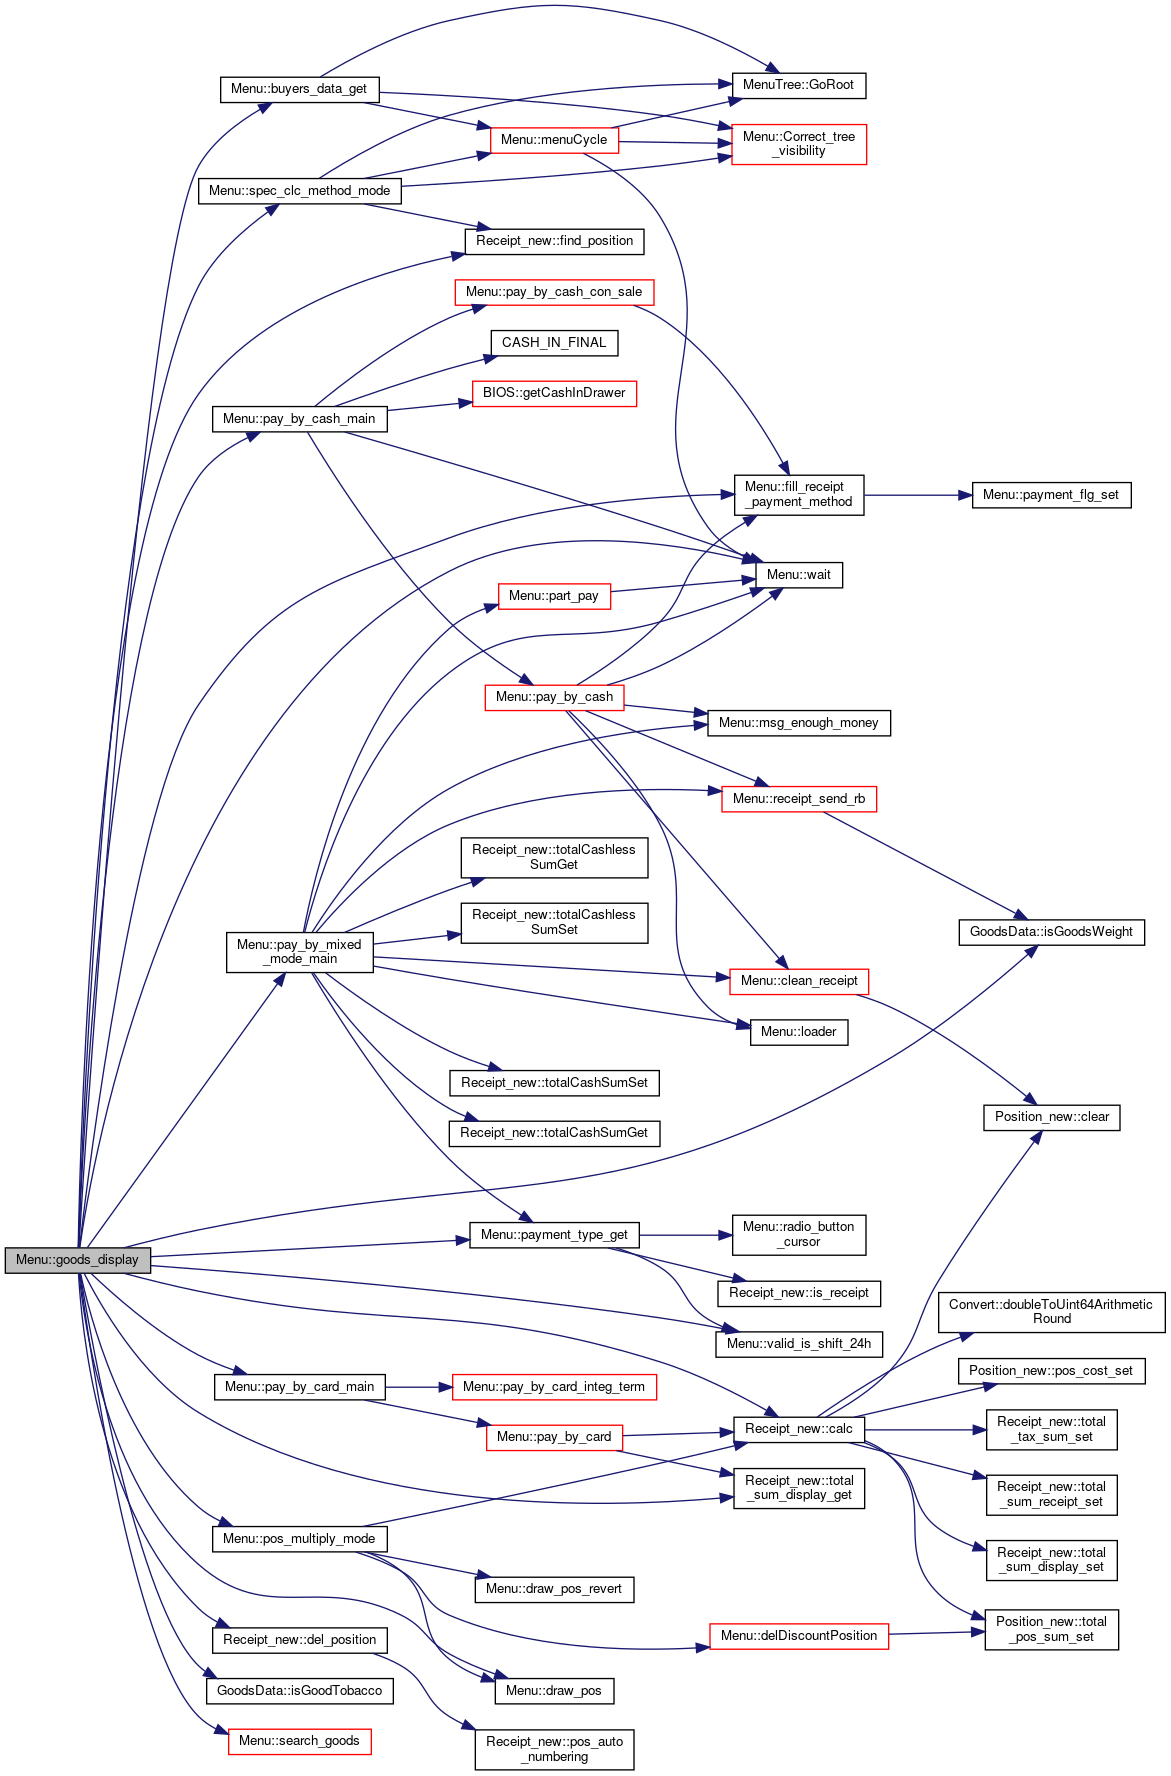 Menu::buyers_data_get
MenuTree::GoRoot
Menu::menuCycle
Menu::Correct_tree
_visibility
Menu::spec_clc_method_mode
Receipt_new::find_position
Menu::pay_by_cash_con_sale
CASH_IN_FINAL
BIOS::getCashInDrawer
Menu::pay_by_cash_main
Menu::fill_receipt
_payment_method
Menu::payment_flg_set
Menu::wait
Menu::part_pay
Menu::pay_by_cash
Menu::msg_enough_money
Menu::receipt_send_rb
Receipt_new::totalCashless
SumGet
Receipt_new::totalCashless
SumSet
GoodsData::isGoodsWeight
Menu::pay_by_mixed
_mode_main
Menu::clean_receipt
Menu::loader
Receipt_new::totalCashSumSet
Position_new::clear
Receipt_new::totalCashSumGet
Menu::payment_type_get
Menu::radio_button
_cursor
Menu::goods_display
Receipt_new::is_receipt
Convert::doubleToUint64Arithmetic
Round
Menu::valid_is_shift_24h
Position_new::pos_cost_set
Menu::pay_by_card_main
Menu::pay_by_card_integ_term
Menu::pay_by_card
Receipt_new::calc
Receipt_new::total
_tax_sum_set
Receipt_new::total
_sum_display_get
Receipt_new::total
_sum_receipt_set
Menu::pos_multiply_mode
Receipt_new::total
_sum_display_set
Menu::draw_pos_revert
Receipt_new::del_position
Menu::delDiscountPosition
Position_new::total
_pos_sum_set
GoodsData::isGoodTobacco
Menu::draw_pos
Menu::search_goods
Receipt_new::pos_auto
_numbering